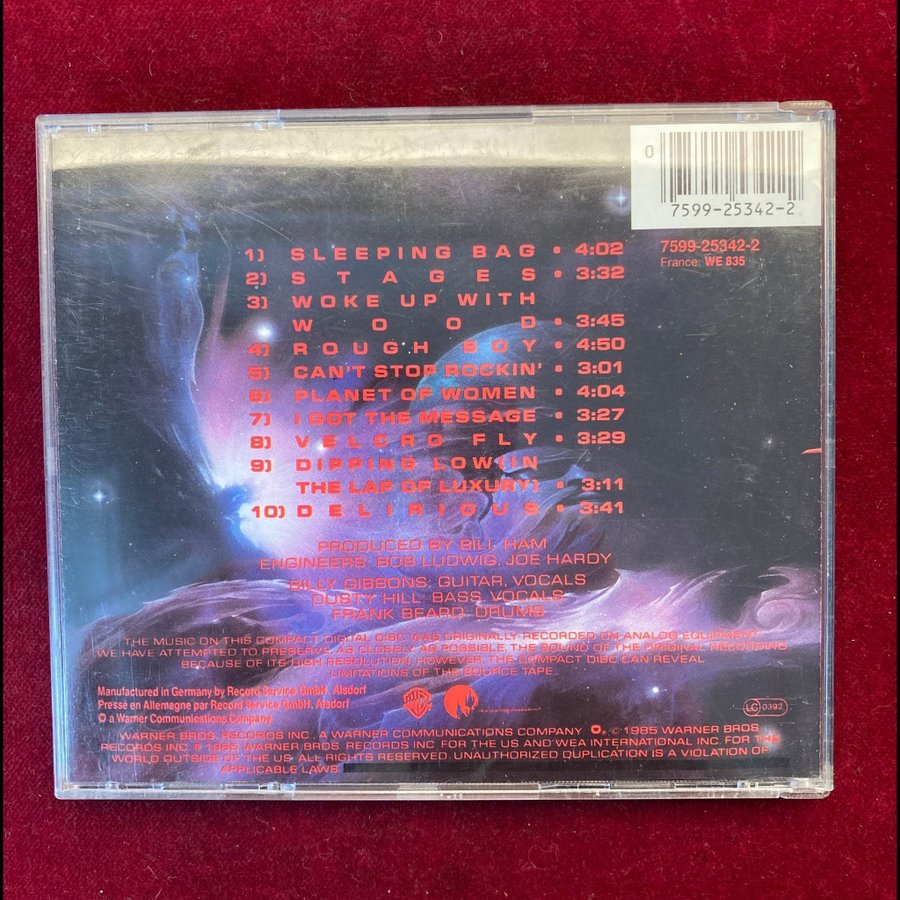 0
7599-25342-2
7599-25342-2
France: WE 835
1) SLEEPING BAG • 4:02
2) STAGES • 3:32
3) WOKE UP WITH
WOOD • 3:45
4) ROUGH BOY • 4:50
5) CAN'T STOP ROCKIN' • 3:01
6) PLANET OF WOMEN • 4:04
7) I GOT THE MESSAGE • 3:27
8) VELCRO FLY • 3:29
9) DIPPING LOW (IN
THE LAP OF LUXURY) • 3:11
10) DELIRIOUS • 3:41
PRODUCED BY BILL HAM
ENGINEERS: BOB LUDWIG, JOE HARDY
BILLY GIBBONS: GUITAR, VOCALS
DUSTY HILL: BASS, VOCALS
FRANK BEARD: DRUMS
THE MUSIC ON THIS COMPACT DIGITAL DISC WAS ORIGINALLY RECORDED ON ANALOG EQUIPMENT.
WE HAVE ATTEMPTED TO PRESERVE, AS CLOSELY AS POSSIBLE, THE SOUND OF THE ORIGINAL RECORDING.
BECAUSE OF ITS HIGH RESOLUTION, HOWEVER, THE COMPACT DISC CAN REVEAL
LIMITATIONS OF THE SOURCE TAPE.
Manufactured in Germany by Record Service GmbH, Alsdorf
Pressé en Allemagne par Record Service GmbH, Alsdorf
a Warner Communications Company
LC 0392
WARNER BROS. RECORDS INC., A WARNER COMMUNICATIONS COMPANY ℗, © 1985 WARNER BROS.
RECORDS INC. ℗ 1985 WARNER BROS. RECORDS INC. FOR THE US AND WEA INTERNATIONAL INC. FOR THE
WORLD OUTSIDE OF THE US. ALL RIGHTS RESERVED. UNAUTHORIZED DUPLICATION IS A VIOLATION OF
APPLICABLE LAWS.